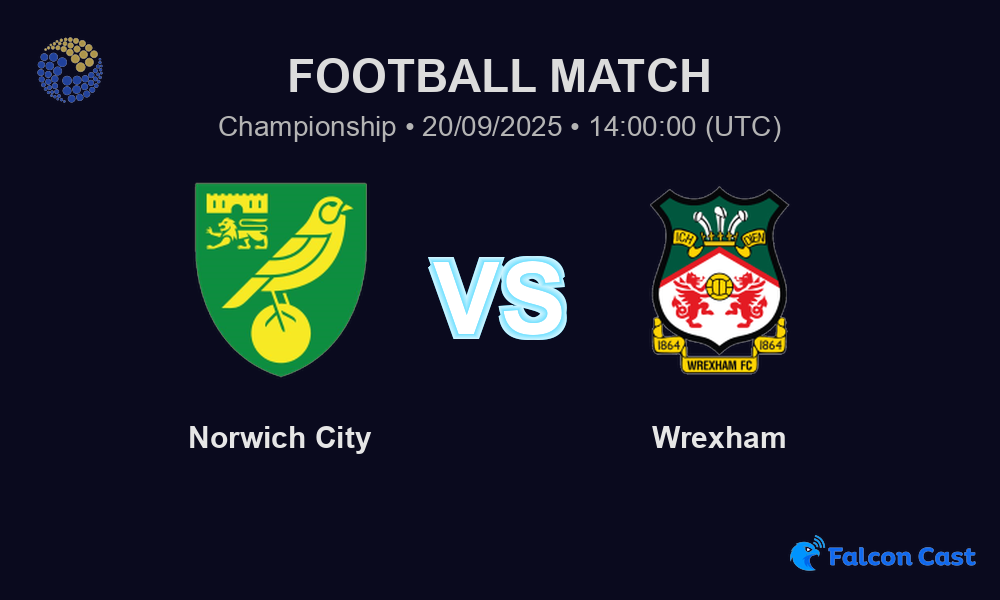 FOOTBALL MATCH
Championship • 20/09/2025 • 14:00:00 (UTC)
VS
ICH DIEN
1864 1864
WREXHAM FC
Norwich City Wrexham
Falcon Cast